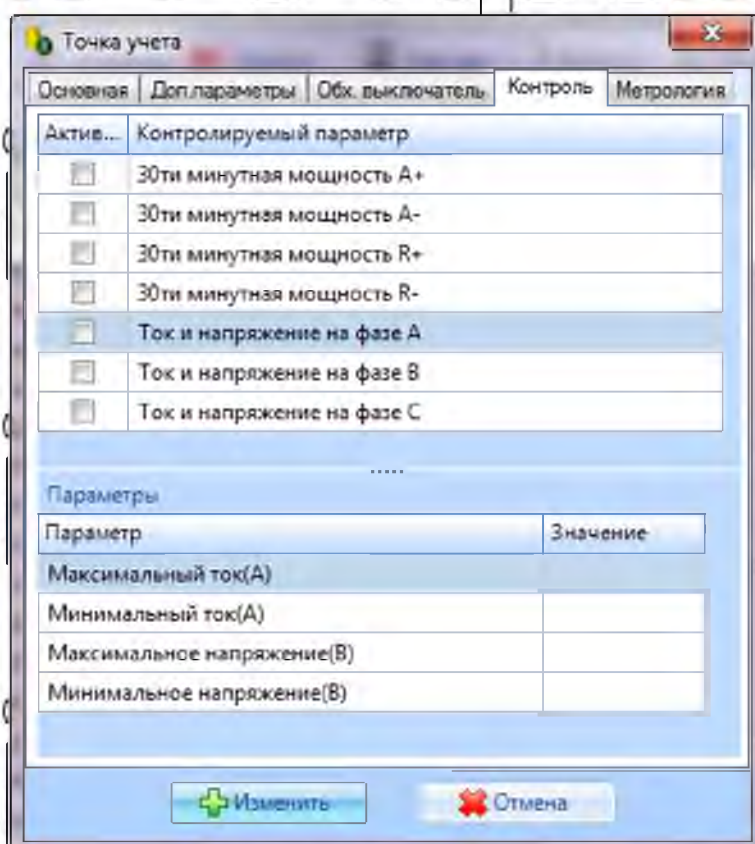 Точка учета
Основная Доп.параметры Обх. выключатель Контроль Метрология
Актив... Контролируемый параметр
30ти минутная мощность А+
30ти минутная мощность А-
30ти минутная мощность R+
30ти минутная мощность R-
Ток и напряжение на фазе А
Ток и напряжение на фазе В
Ток и напряжение на фазе С
Параметры
Параметр Значение
Максимальный ток(А)
Минимальный ток(А)
Максимальное напряжение(В)
Минимальное напряжение(В)
Изменить Отмена